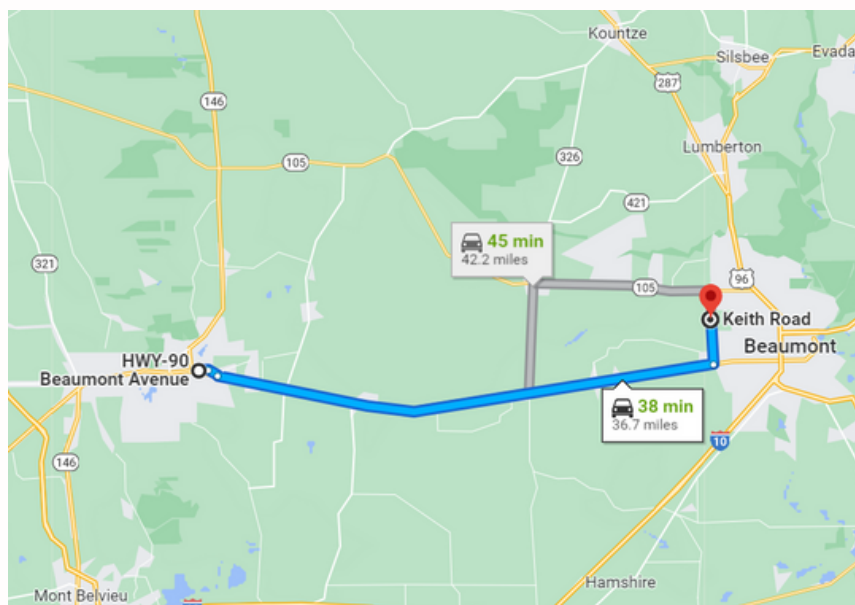 Kountze
Silsbee
Evada
146
287
105
326
Lumberton
421
321
45 min
42.2 miles
105
96
Keith Road
Beaumont
HWY-90
Beaumont Avenue
38 min
36.7 miles
10
146
Hamshire
Mont Belvieu